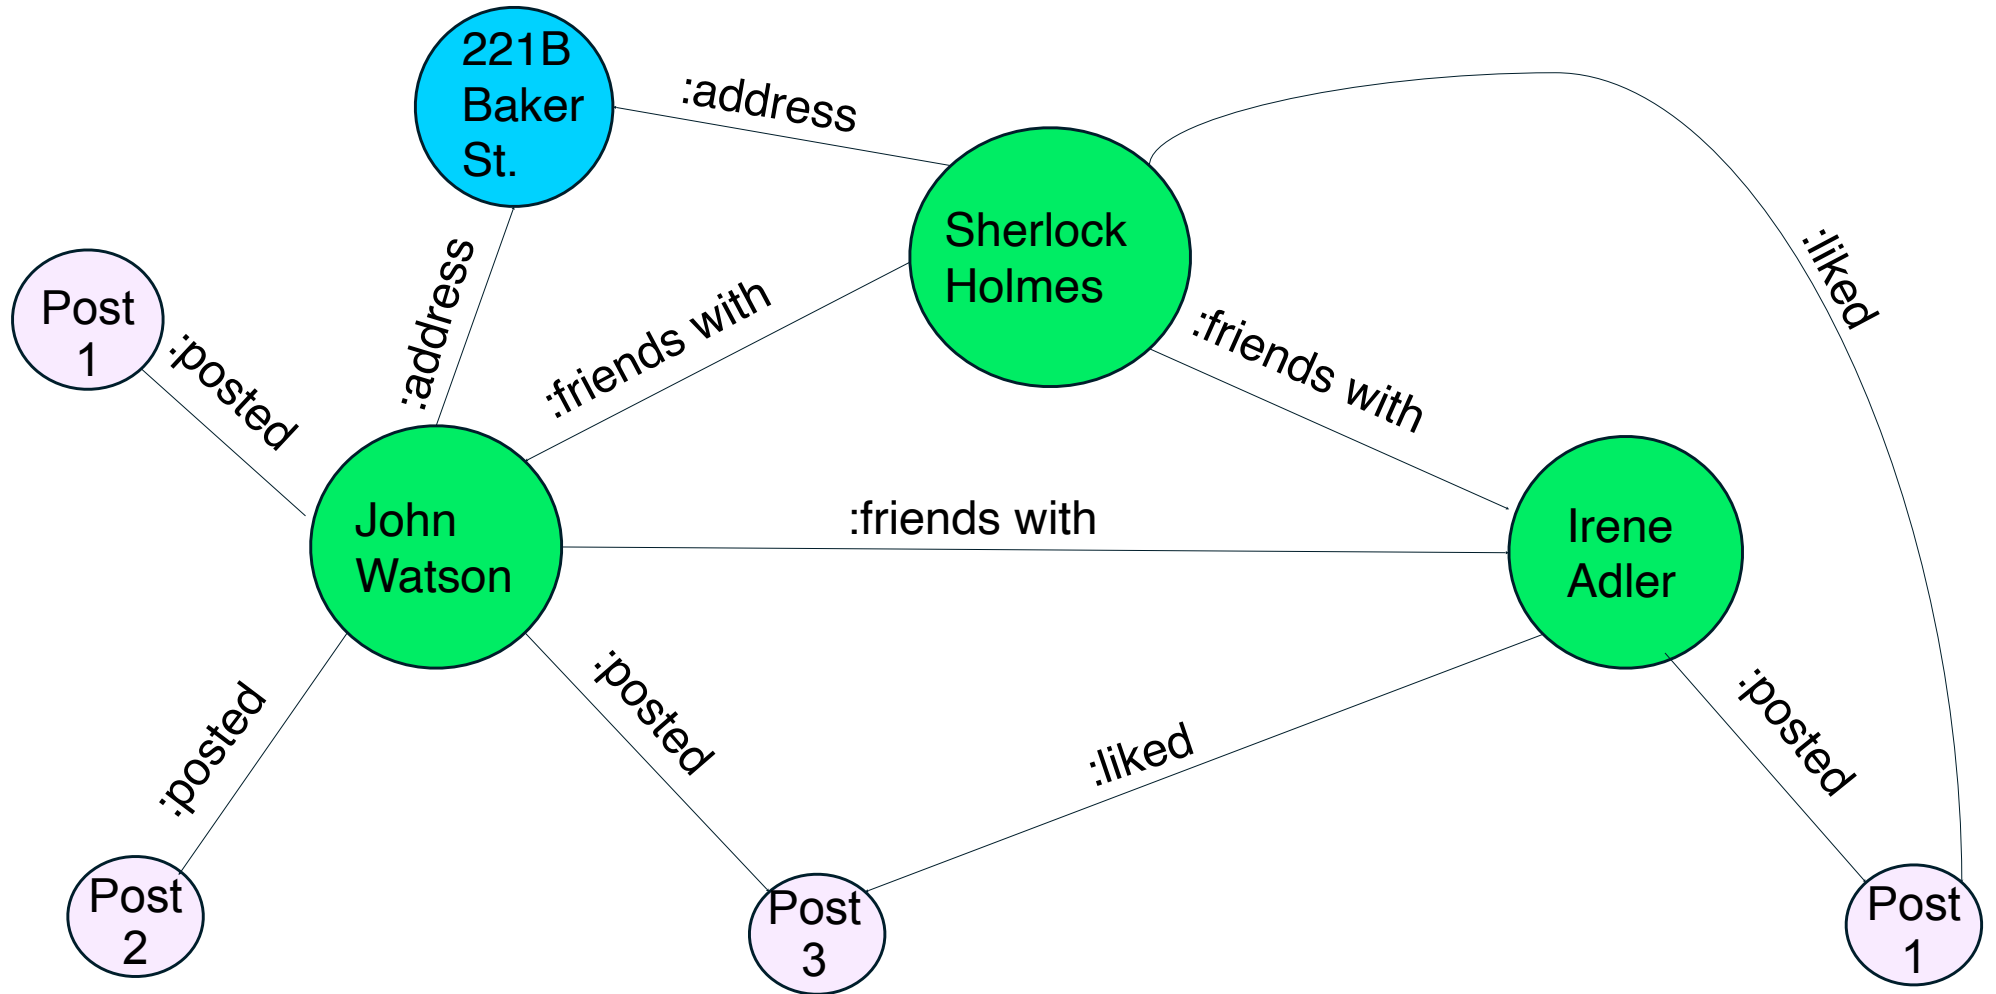 221B
Baker
St.
:address
Sherlock
Holmes
:liked
:address
Post
1
:posted
:friends with
:friends with
John
Watson
:friends with
Irene
Adler
:posted
:posted
:liked
:posted
Post
2
Post
3
Post
1